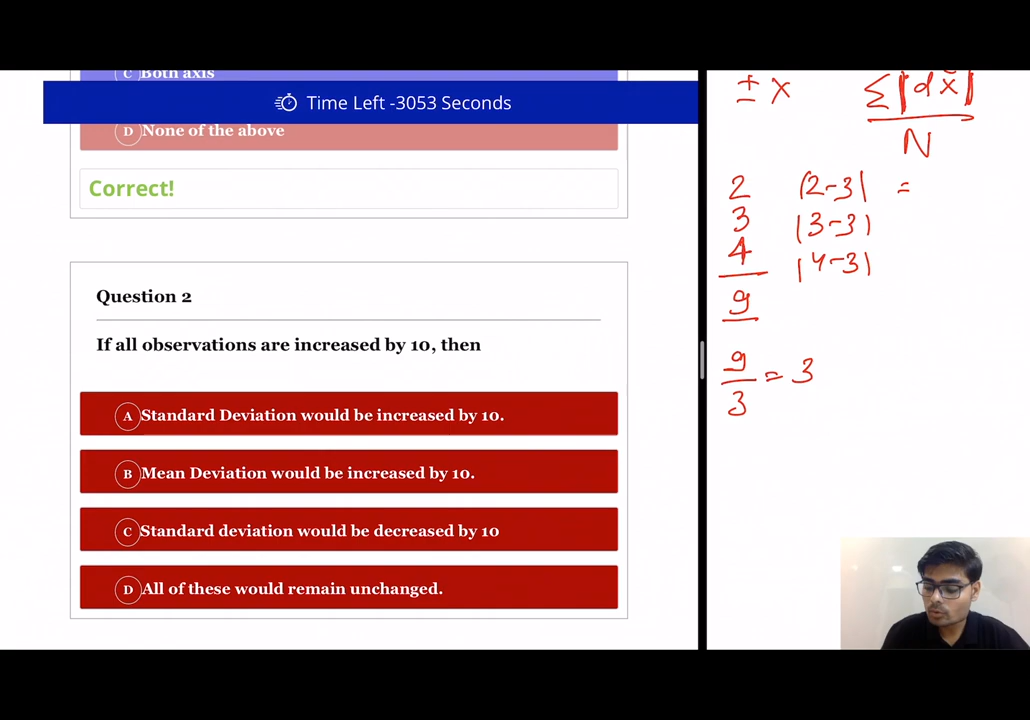 C Both axis
Time Left -3053 Seconds
D None of the above
Correct!
Question 2
If all observations are increased by 10, then
A Standard Deviation would be increased by 10.
B Mean Deviation would be increased by 10.
C Standard deviation would be decreased by 10
D All of these would remain unchanged.
± x
Σ|dx̄|
N
2 |2-3| =
3 |3-3|
4 |4-3|
9
9
3 = 3